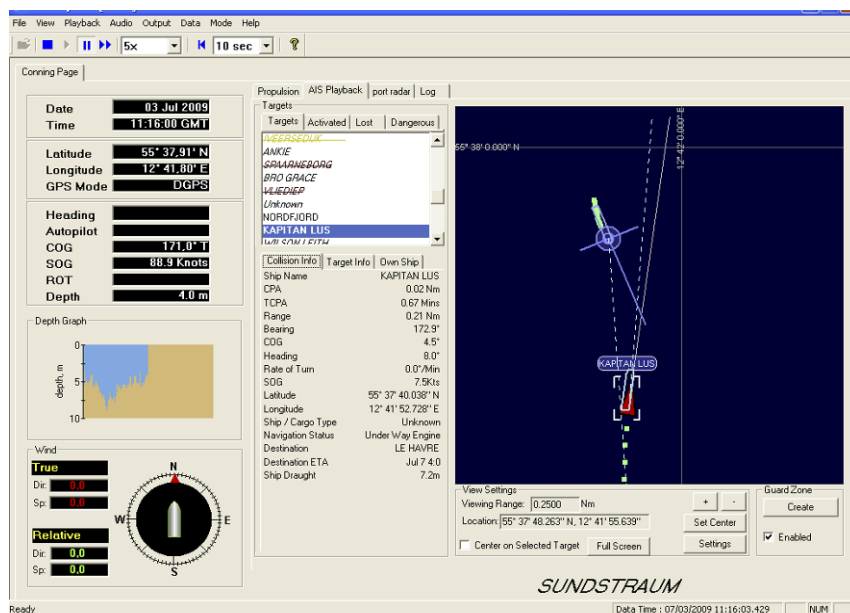 File View Playback Audio Output Data Mode Help
5x 10 sec
Conning Page
Date 03 Jul 2009
Time 11:16:00 GMT
Latitude 55° 37,91' N
Longitude 12° 41,80' E
GPS Mode DGPS
Heading
Autopilot
COG 171,0° T
SOG 88.9 Knots
ROT
Depth 4.0 m
Depth Graph
depth, m
0
5
10
Wind
True
Dir: 0,0
Sp: 0,0
Relative
Dir: 0,0
Sp: 0,0
N
W E
S
Propulsion AIS Playback port radar Log
Targets
Targets Activated Lost Dangerous
IVEERSEDIJK
ANKIE
SPAARNEBORG
BRO GRACE
VLIEDIEP
Unknown
NORDFJORD
KAPITAN LUS
WILSON LEITH
Collision Info Target Info Own Ship
Ship Name KAPITAN LUS
CPA 0.02 Nm
TCPA 0.67 Mins
Range 0.21 Nm
Bearing 172.9°
COG 4.5°
Heading 8.0°
Rate of Turn 0.0°/Min
SOG 7.5Kts
Latitude 55° 37' 40.038" N
Longitude 12° 41' 52.728" E
Ship / Cargo Type Unknown
Navigation Status Under Way Engine
Destination LE HAVRE
Destination ETA Jul 7 4:0
Ship Draught 7.2m
55° 38' 0.000" N
12° 42' 0.000" E
KAPITAN LUS
View Settings
Viewing Range: 0.2500 Nm
+ -
Location: 55° 37' 48.263" N, 12° 41' 55.639"
Set Center
Center on Selected Target Full Screen Settings
Guard Zone
Create
Enabled
SUNDSTRAUM
Ready
Data Time : 07/03/2009 11:16:03.429 NUM